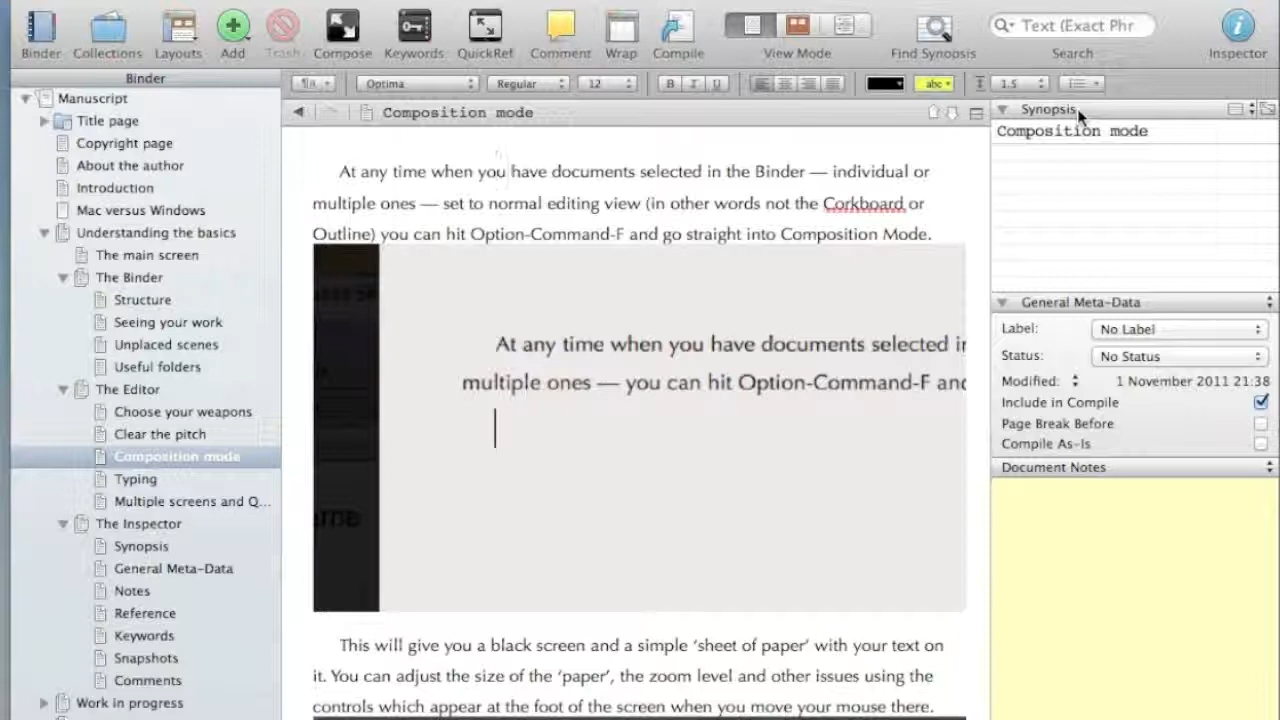 Binder
Collections
Layouts
Add
Trash
Compose
Keywords
QuickRef
Comment
Wrap
Compile
View Mode
Find Synopsis
Text (Exact Phr
Search
Inspector
Binder
Optima
Regular
12
B I U
abc
1.5
Manuscript
Title page
Copyright page
About the author
Introduction
Mac versus Windows
Understanding the basics
The main screen
The Binder
Structure
Seeing your work
Unplaced scenes
Useful folders
The Editor
Choose your weapons
Clear the pitch
Composition mode
Typing
Multiple screens and Q...
The Inspector
Synopsis
General Meta-Data
Notes
Reference
Keywords
Snapshots
Comments
Work in progress
Composition mode
At any time when you have documents selected in the Binder — individual or
multiple ones — set to normal editing view (in other words not the Corkboard or
Outline) you can hit Option-Command-F and go straight into Composition Mode.
At any time when you have documents selected in
multiple ones — you can hit Option-Command-F and
This will give you a black screen and a simple ‘sheet of paper’ with your text on
it. You can adjust the size of the ‘paper’, the zoom level and other issues using the
controls which appear at the foot of the screen when you move your mouse there.
Synopsis
Composition mode
General Meta-Data
Label: No Label
Status: No Status
Modified: 1 November 2011 21:38
Include in Compile
Page Break Before
Compile As-Is
Document Notes